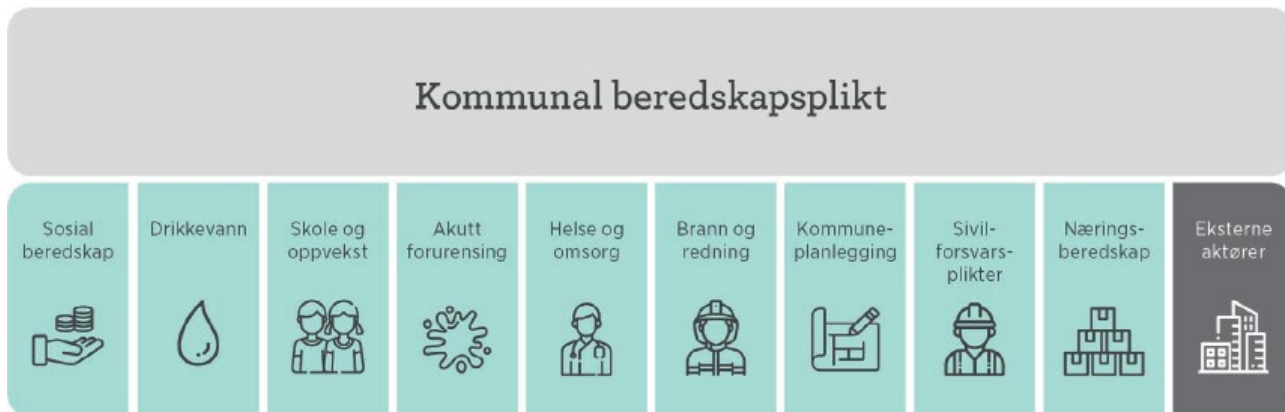 Kommunal beredskapsplikt
Sosial
beredskap
Drikkevann
Skole og
oppvekst
Akutt
forurensing
Helse og
omsorg
Brann og
redning
Kommune-
planlegging
Sivil-
forsvars-
plikter
Nærings-
beredskap
Eksterne
aktører